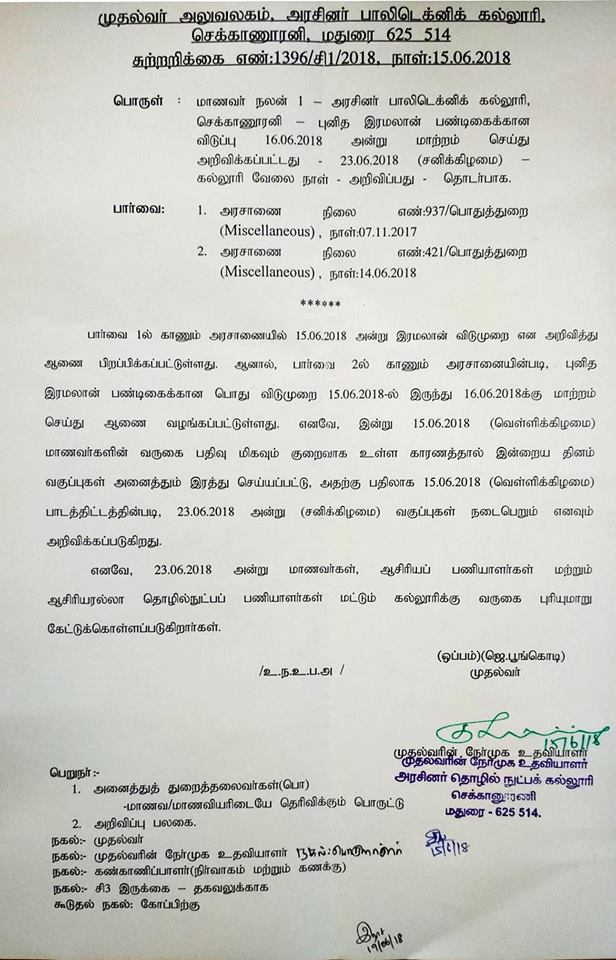 முதல்வர் அலுவலகம், அரசினர் பாலிடெக்னிக் கல்லூரி,
செக்காணூரனி, மதுரை 625 514
சுற்றறிக்கை எண்:1396/சி1/2018, நாள்:15.06.2018
பொருள் : மாணவர் நலன் 1 – அரசினர் பாலிடெக்னிக் கல்லூரி,
செக்காணூரனி – புனித இரமலான் பண்டிகைக்கான
விடுப்பு 16.06.2018 அன்று மாற்றம் செய்து
அறிவிக்கப்பட்டது - 23.06.2018 (சனிக்கிழமை) –
கல்லூரி வேலை நாள் - அறிவிப்பது - தொடர்பாக.
பார்வை: 1. அரசாணை நிலை எண்:937/பொதுத்துறை
(Miscellaneous) , நாள்:07.11.2017
2. அரசாணை நிலை எண்:421/பொதுத்துறை
(Miscellaneous) , நாள்:14.06.2018
******
பார்வை 1ல் காணும் அரசாணையில் 15.06.2018 அன்று இரமலான் விடுமுறை என அறிவித்து
ஆணை பிறப்பிக்கப்பட்டுள்ளது. ஆனால், பார்வை 2ல் காணும் அரசானையின்படி, புனித
இரமலான் பண்டிகைக்கான பொது விடுமுறை 15.06.2018-ல் இருந்து 16.06.2018க்கு மாற்றம்
செய்து ஆணை வழங்கப்பட்டுள்ளது. எனவே, இன்று 15.06.2018 (வெள்ளிக்கிழமை)
மாணவர்களின் வருகை பதிவு மிகவும் குறைவாக உள்ள காரணத்தால் இன்றைய தினம்
வகுப்புகள் அனைத்தும் இரத்து செய்யப்பட்டு, அதற்கு பதிலாக 15.06.2018 (வெள்ளிக்கிழமை)
பாடத்திட்டத்தின்படி, 23.06.2018 அன்று (சனிக்கிழமை) வகுப்புகள் நடைபெறும் எனவும்
அறிவிக்கப்படுகிறது.
எனவே, 23.06.2018 அன்று மாணவர்கள், ஆசிரியப் பணியாளர்கள் மற்றும்
ஆசிரியரல்லா தொழில்நுட்பப் பணியாளர்கள் மட்டும் கல்லூரிக்கு வருகை புரியுமாறு
கேட்டுக்கொள்ளப்படுகிறார்கள்.
(ஒப்பம்)(ஜெ.பூங்கொடி)
/உ.ந.உ.ப.அ / முதல்வர்
15/6/18
முதல்வரின் நேர்முக உதவியாளர்
முதல்வரின் நேர்முக உதவியாளர்
அரசினர் தொழில் நுட்பக் கல்லூரி
செக்கானூரணி
மதுரை - 625 514.
பெறுநர்:-
1. அனைத்துத் துறைத்தலைவர்கள்(பொ)
-மாணவ/மாணவியரிடையே தெரிவிக்கும் பொருட்டு
2. அறிவிப்பு பலகை.
நகல்:- முதல்வர்
நகல்:- முதல்வரின் நேர்முக உதவியாளர்
15/6/18
நகல்:- கண்காணிப்பாளர்(நிர்வாகம் மற்றும் கணக்கு)
நகல்:- சி3 இருக்கை – தகவலுக்காக
கூடுதல் நகல்: கோப்பிற்கு
19/06/18